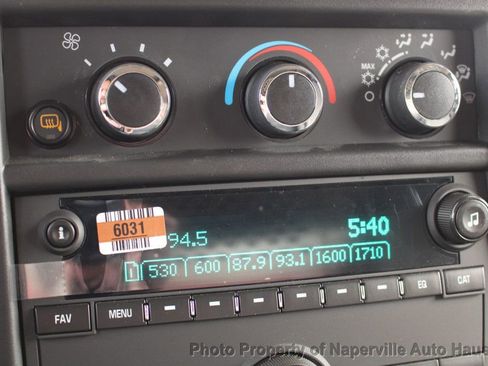 MAX
6031
94.5
5:40
530 600 87.9 93.1 1600 1710
FAV MENU EQ CAT
Photo Property of Naperville Auto Haus